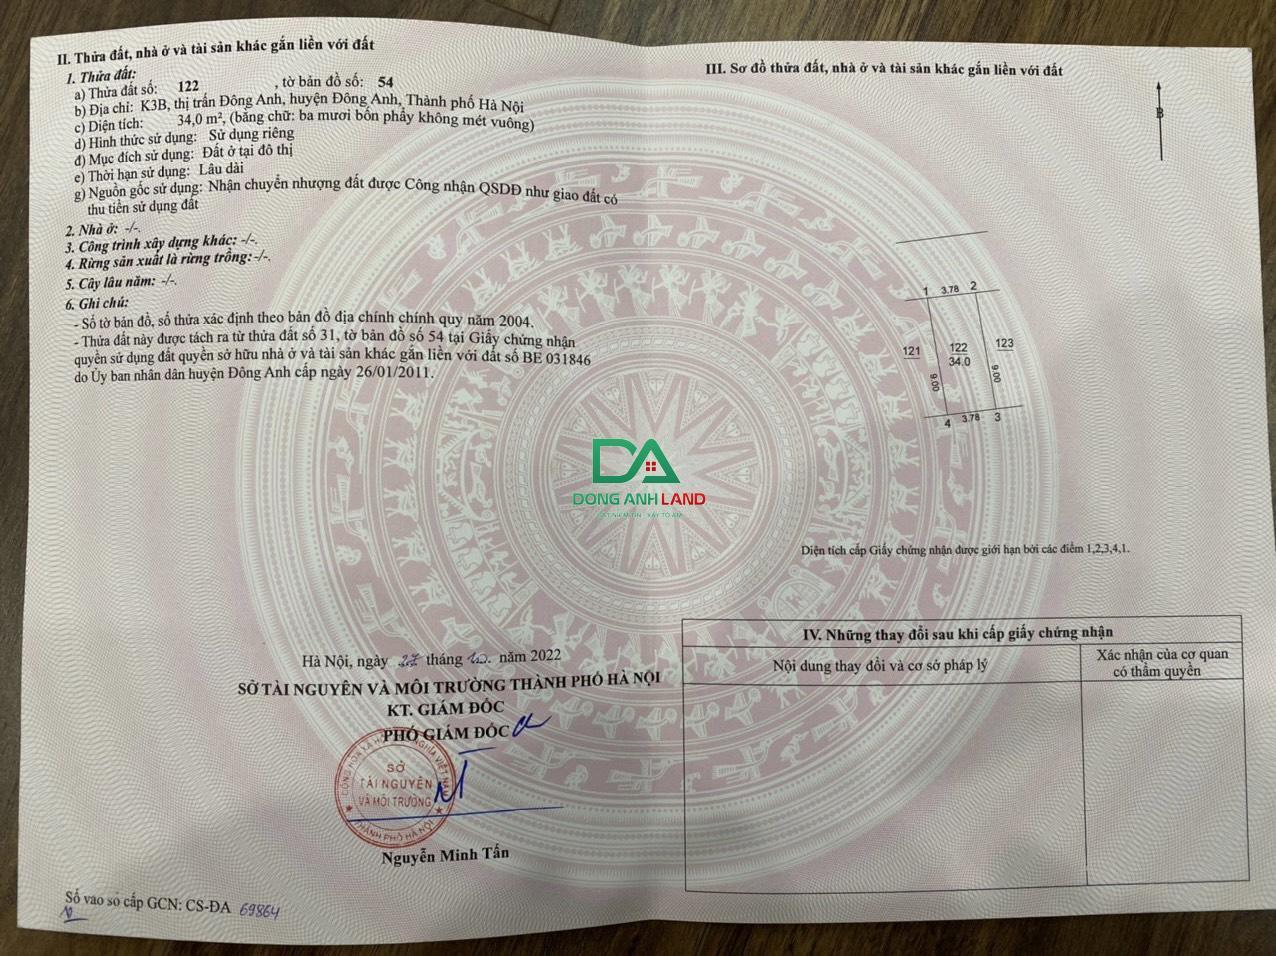 II. Thửa đất, nhà ở và tài sản khác gắn liền với đất
1. Thửa đất:
a) Thửa đất số: 122 , tờ bản đồ số: 54
b) Địa chỉ: K3B, thị trấn Đông Anh, huyện Đông Anh, Thành phố Hà Nội
c) Diện tích: 34,0 m², (bằng chữ: ba mươi bốn phẩy không mét vuông)
d) Hình thức sử dụng: Sử dụng riêng
đ) Mục đích sử dụng: Đất ở tại đô thị
e) Thời hạn sử dụng: Lâu dài
g) Nguồn gốc sử dụng: Nhận chuyển nhượng đất được Công nhận QSDĐ như giao đất có
thu tiền sử dụng đất
2. Nhà ở: -/-.
3. Công trình xây dựng khác: -/-.
4. Rừng sản xuất là rừng trồng: -/-.
5. Cây lâu năm: -/-.
6. Ghi chú:
- Số tờ bản đồ, số thửa xác định theo bản đồ địa chính chính quy năm 2004.
- Thửa đất này được tách ra từ thửa đất số 31, tờ bản đồ số 54 tại Giấy chứng nhận
quyền sử dụng đất quyền sở hữu nhà ở và tài sản khác gắn liền với đất số BE 031846
do Ủy ban nhân dân huyện Đông Anh cấp ngày 26/01/2011.
Hà Nội, ngày 27 tháng 10 năm 2022
SỞ TÀI NGUYÊN VÀ MÔI TRƯỜNG THÀNH PHỐ HÀ NỘI
KT. GIÁM ĐỐC
PHÓ GIÁM ĐỐC
SỞ
TÀI NGUYÊN
VÀ MÔI TRƯỜNG
THÀNH PHỐ HÀ NỘI
Nguyễn Minh Tấn
Số vào sổ cấp GCN: CS-ĐA 69864
DA
DONG ANH LAND
III. Sơ đồ thửa đất, nhà ở và tài sản khác gắn liền với đất
B
1 3.78 2
121
122
34.0
123
9.00
9.00
4 3.78 3
Diện tích cấp Giấy chứng nhận được giới hạn bởi các điểm 1,2,3,4,1.
IV. Những thay đổi sau khi cấp giấy chứng nhận
Nội dung thay đổi và cơ sở pháp lý
Xác nhận của cơ quan
có thẩm quyền